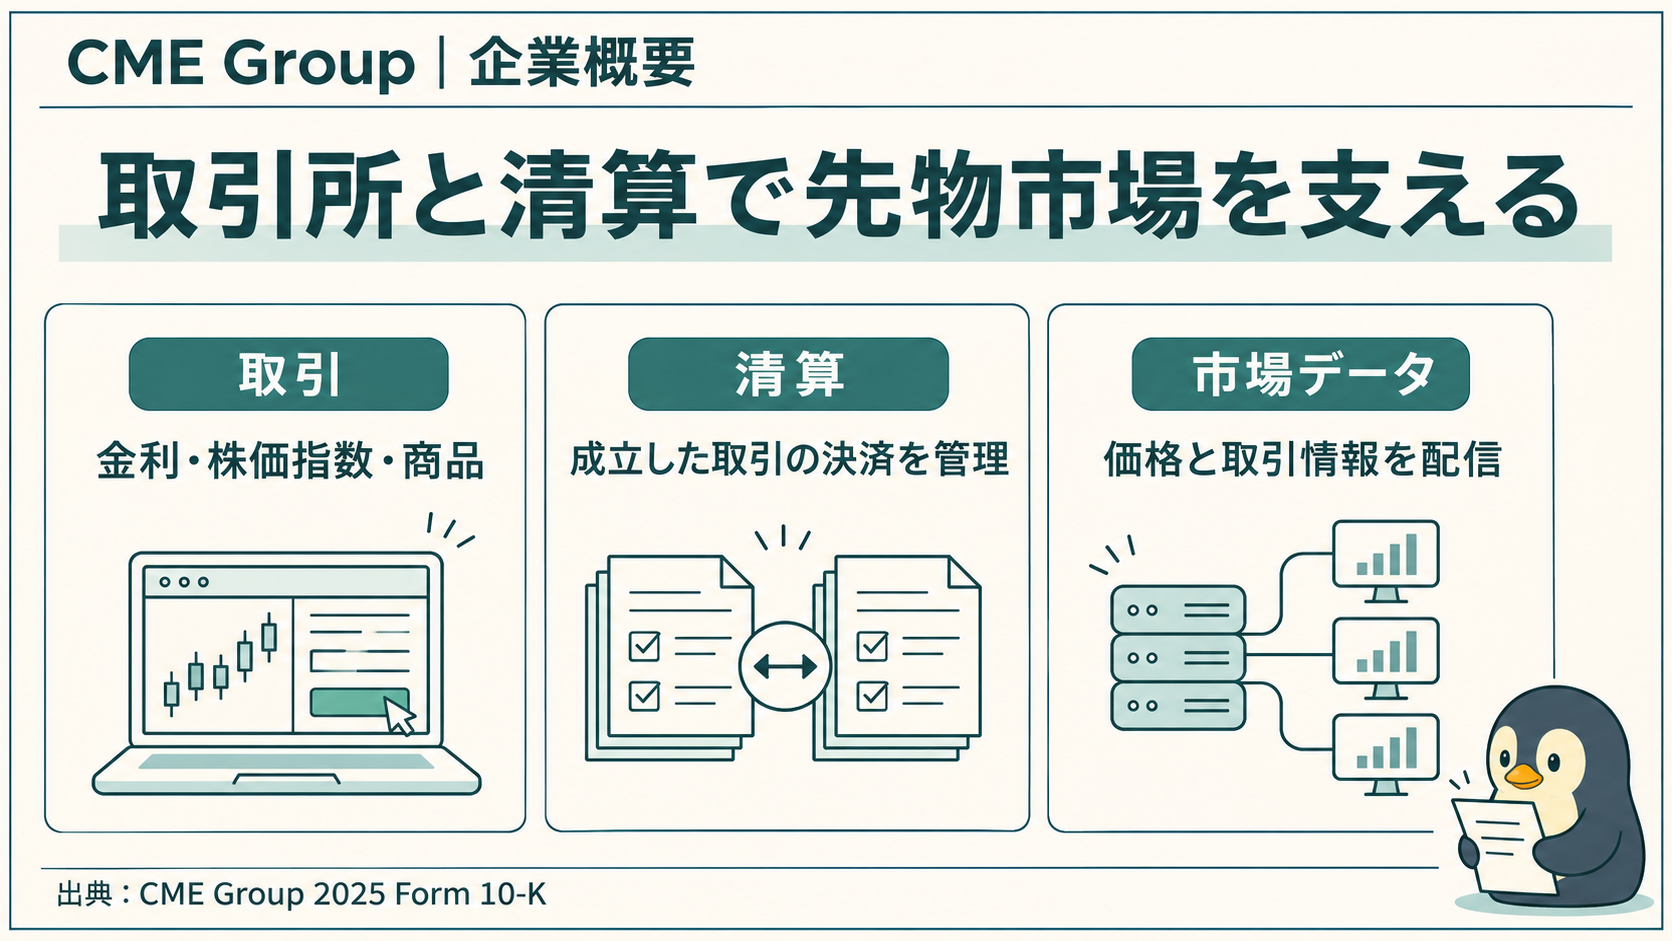 CME Group｜企業概要
取引所と清算で先物市場を支える
取引
金利・株価指数・商品
清算
成立した取引の決済を管理
市場データ
価格と取引情報を配信
出典：CME Group 2025 Form 10-K